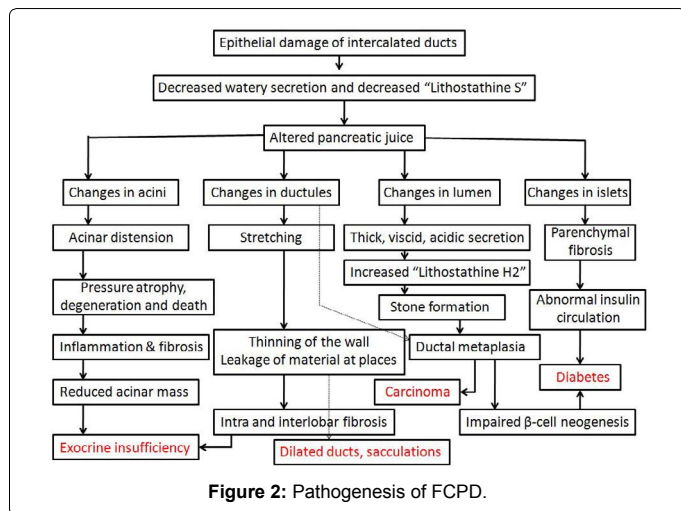 Epithelial damage of intercalated ducts
Decreased watery secretion and decreased “Lithostathine S”
Altered pancreatic juice
Changes in acini
Changes in ductules
Changes in lumen
Changes in islets
Acinar distension
Stretching
Thick, viscid, acidic secretion
Parenchymal
fibrosis
Increased “Lithostathine H2”
Pressure atrophy,
degeneration and death
Stone formation
Abnormal insulin
circulation
Inflammation & fibrosis
Thinning of the wall
Leakage of material at places
Ductal metaplasia
Reduced acinar mass
Carcinoma
Diabetes
Intra and interlobar fibrosis
Impaired β-cell neogenesis
Exocrine insufficiency
Dilated ducts, sacculations
Figure 2: Pathogenesis of FCPD.